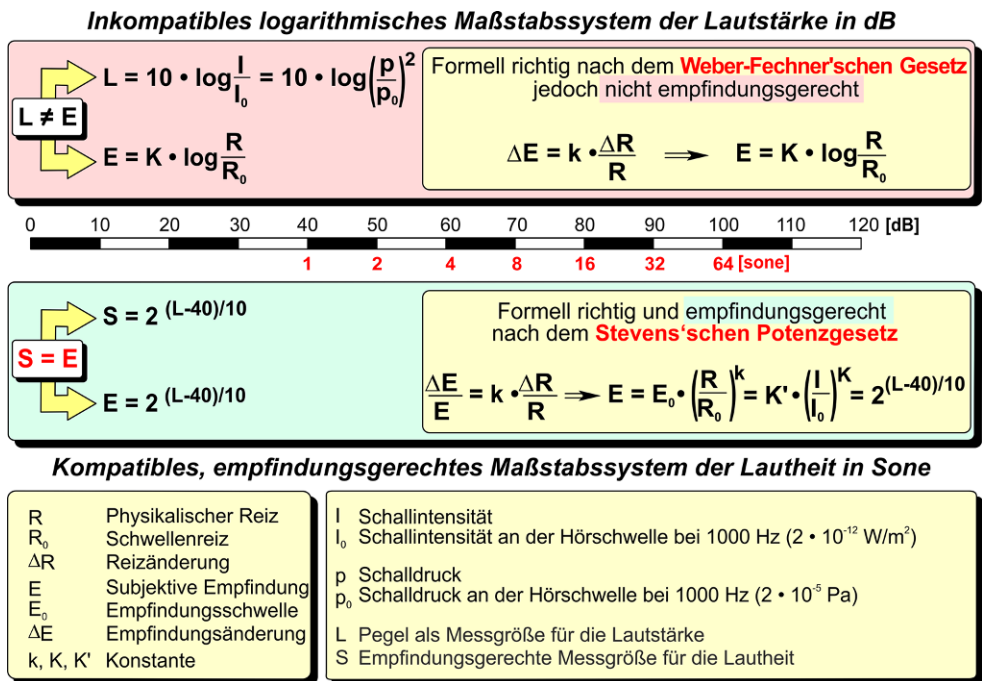 Inkompatibles logarithmisches Maßstabssystem der Lautstärke in dB
L ≠ E
L = 10 • log I/I₀ = 10 • log(p/p₀)²
E = K • log R/R₀
Formell richtig nach dem Weber-Fechner'schen Gesetz
jedoch nicht empfindungsgerecht
ΔE = k • ΔR/R ⟹ E = K • log R/R₀
0 10 20 30 40 50 60 70 80 90 100 110 120 [dB]
1 2 4 8 16 32 64 [sone]
S = E
S = 2 (L-40)/10
E = 2 (L-40)/10
Formell richtig und empfindungsgerecht
nach dem Stevens‘schen Potenzgesetz
ΔE/E = k • ΔR/R ⟹ E = E₀ • (R/R₀)^k = K' • (I/I₀)^K = 2^(L-40)/10
Kompatibles, empfindungsgerechtes Maßstabssystem der Lautheit in Sone
R Physikalischer Reiz
R₀ Schwellenreiz
ΔR Reizänderung
E Subjektive Empfindung
E₀ Empfindungsschwelle
ΔE Empfindungsänderung
k, K, K' Konstante
I Schallintensität
I₀ Schallintensität an der Hörschwelle bei 1000 Hz (2 • 10⁻¹² W/m²)
p Schalldruck
p₀ Schalldruck an der Hörschwelle bei 1000 Hz (2 • 10⁻⁵ Pa)
L Pegel als Messgröße für die Lautstärke
S Empfindungsgerechte Messgröße für die Lautheit